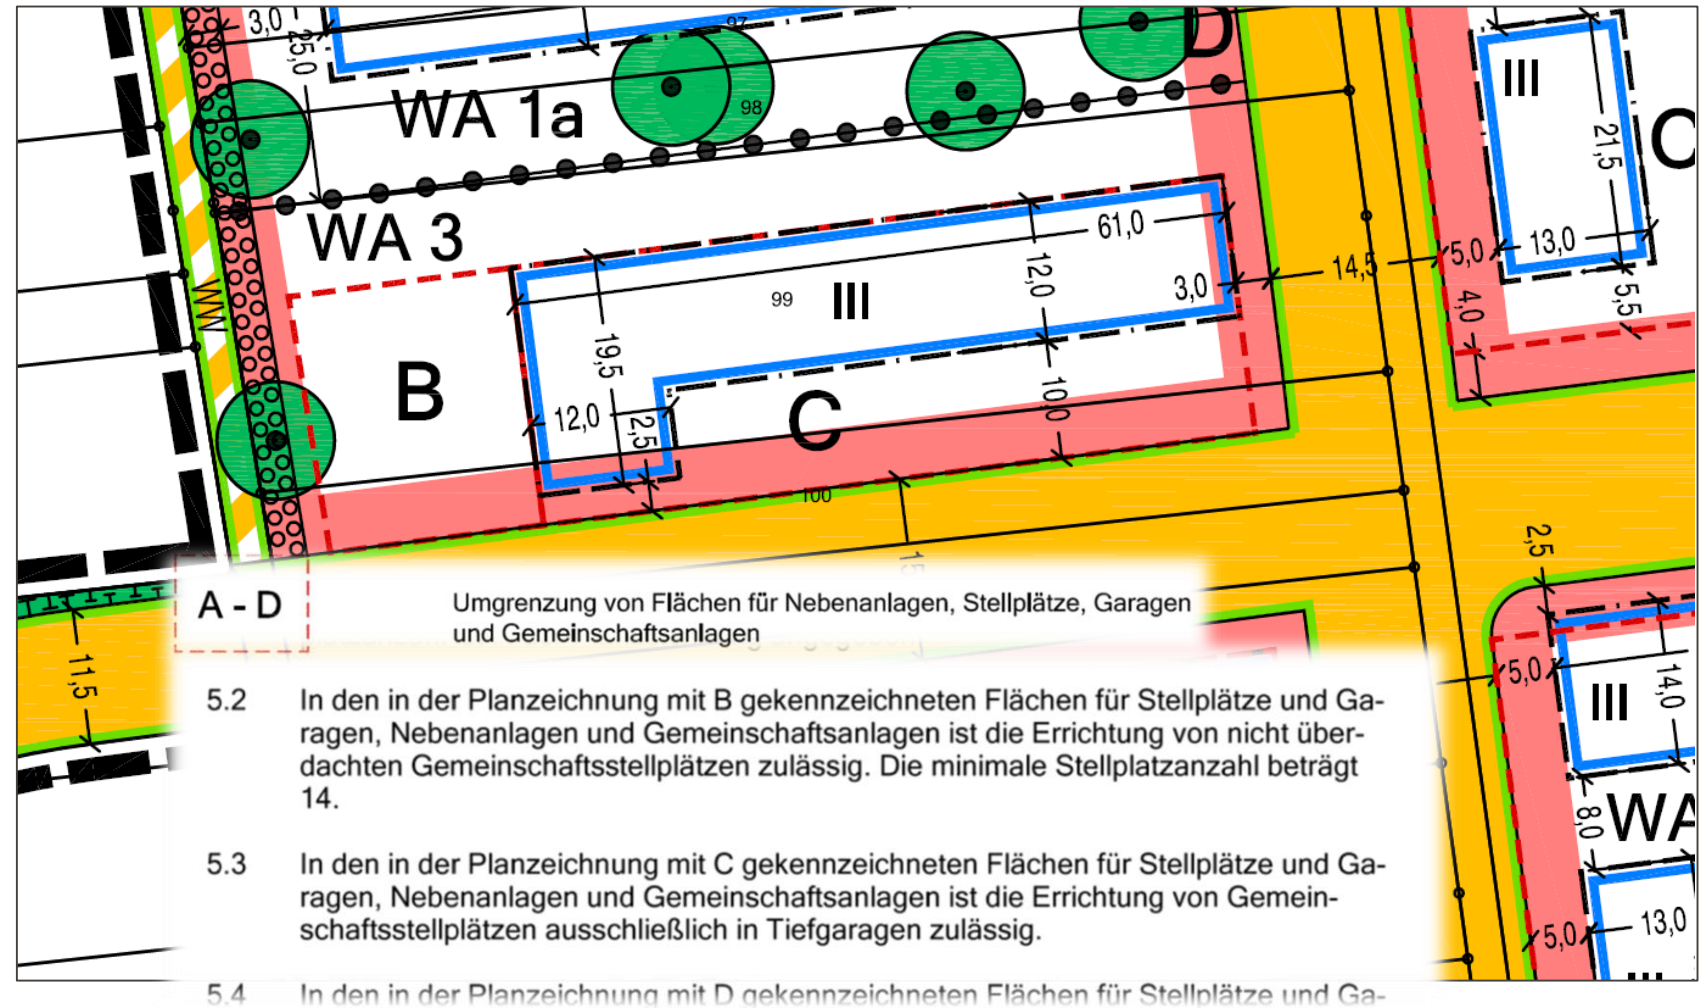 3,0
97
D
III
25,0
WA 1a
98
21,5
C
WA 3
61,0
5,0
13,0
12,0
14,5
3,0
99
III
4,0
5,5
WW
19,5
B
C
10,0
12,0
2,5
100
15
2,5
A - D
Umgrenzung von Flächen für Nebenanlagen, Stellplätze, Garagen
und Gemeinschaftsanlagen
11,5
5,0
14,0
III
5.2 In den in der Planzeichnung mit B gekennzeichneten Flächen für Stellplätze und Ga-
ragen, Nebenanlagen und Gemeinschaftsanlagen ist die Errichtung von nicht über-
dachten Gemeinschaftsstellplätzen zulässig. Die minimale Stellplatzanzahl beträgt
14.
8,0
WA
5.3 In den in der Planzeichnung mit C gekennzeichneten Flächen für Stellplätze und Ga-
ragen, Nebenanlagen und Gemeinschaftsanlagen ist die Errichtung von Gemein-
schaftsstellplätzen ausschließlich in Tiefgaragen zulässig.
5,0
13,0
5.4 In den in der Planzeichnung mit D gekennzeichneten Flächen für Stellplätze und Ga-